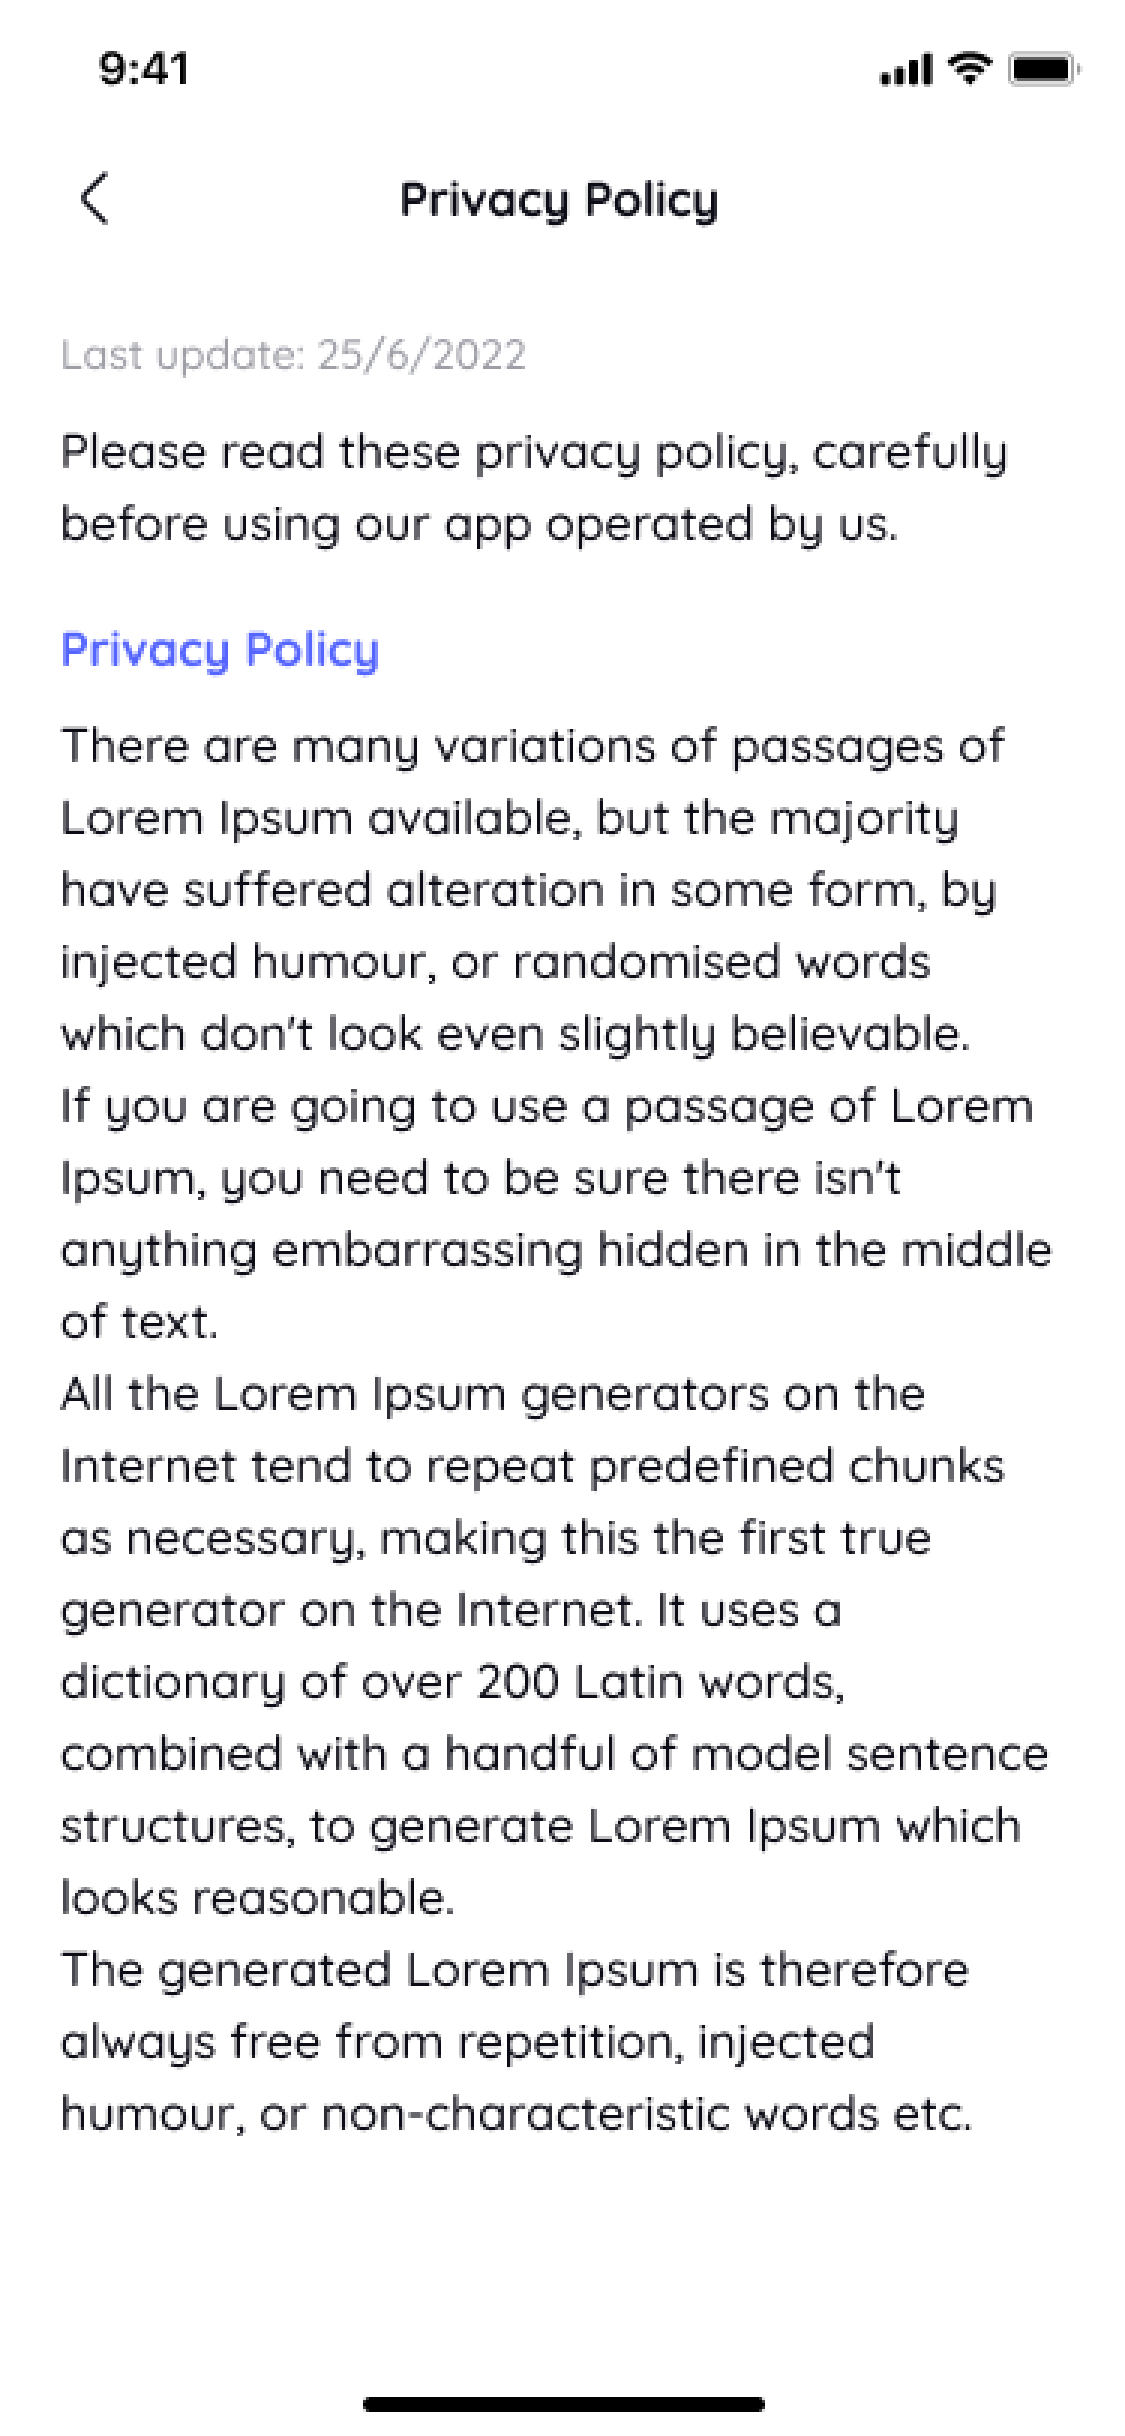 9:41
Privacy Policy
Last update: 25/6/2022
Please read these privacy policy, carefully
before using our app operated by us.
Privacy Policy
There are many variations of passages of
Lorem Ipsum available, but the majority
have suffered alteration in some form, by
injected humour, or randomised words
which don't look even slightly believable.
If you are going to use a passage of Lorem
Ipsum, you need to be sure there isn't
anything embarrassing hidden in the middle
of text.
All the Lorem Ipsum generators on the
Internet tend to repeat predefined chunks
as necessary, making this the first true
generator on the Internet. It uses a
dictionary of over 200 Latin words,
combined with a handful of model sentence
structures, to generate Lorem Ipsum which
looks reasonable.
The generated Lorem Ipsum is therefore
always free from repetition, injected
humour, or non-characteristic words etc.